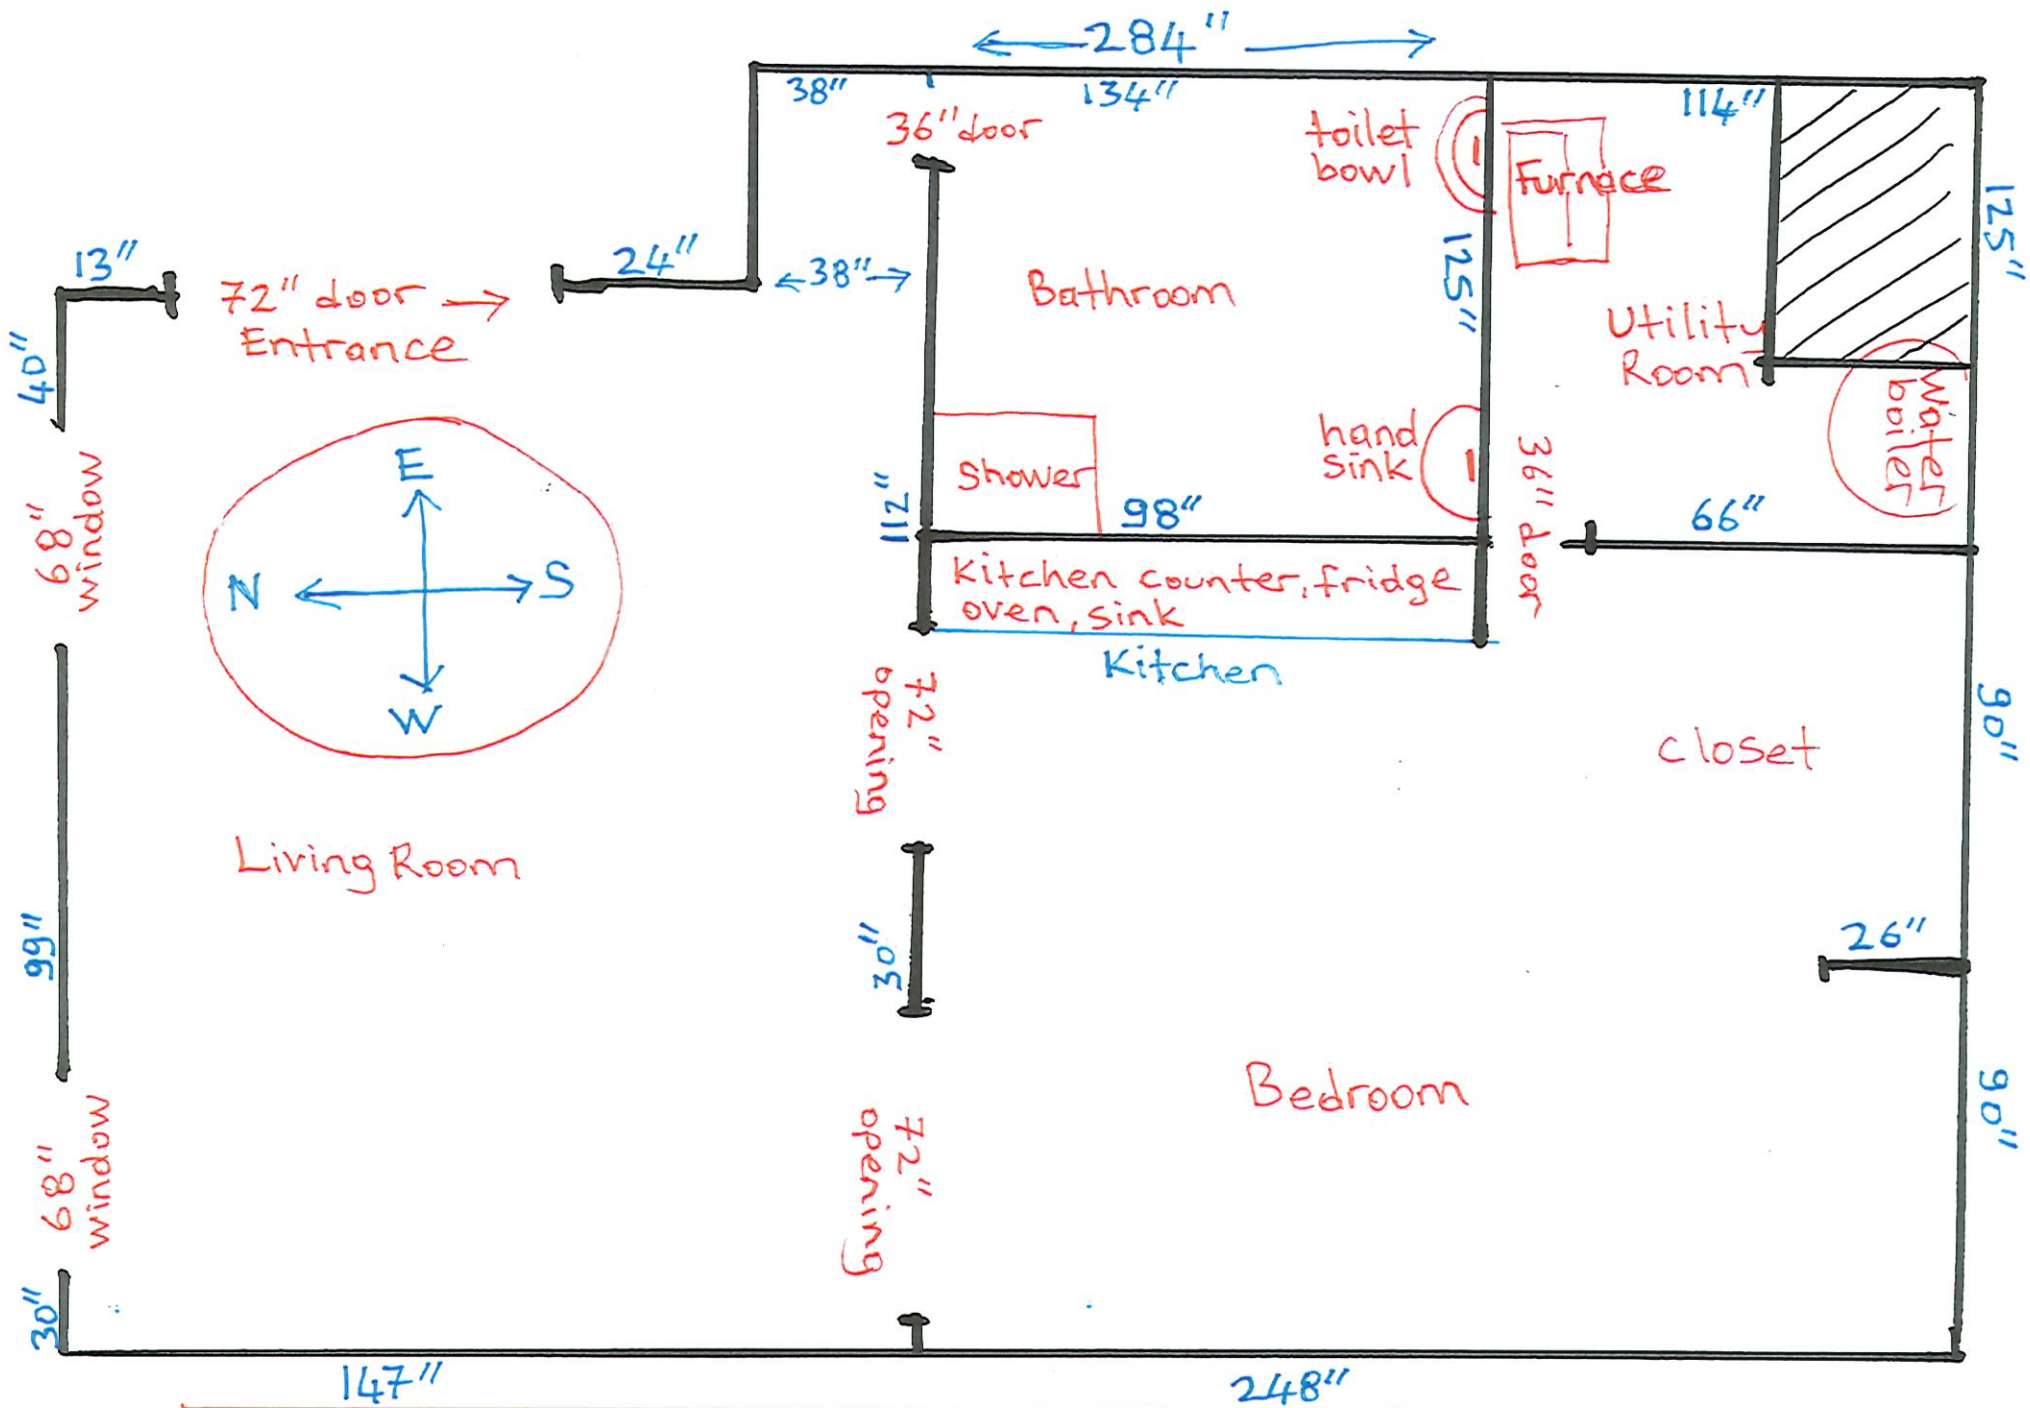 284"
38"
134"
114"
36" door
toilet
bowl
Furnace
125"
13"
72" door →
Entrance
24"
←38"→
Bathroom
125"
Utility
Room
40"
E
N
S
W
68"
window
112"
Shower
98"
hand
sink
36" door
66"
Water
boiler
Kitchen counter, fridge
oven, sink
Kitchen
72"
opening
closet
90"
Living Room
99"
30"
26"
Bedroom
90"
68"
window
72"
opening
30"
147"
248"